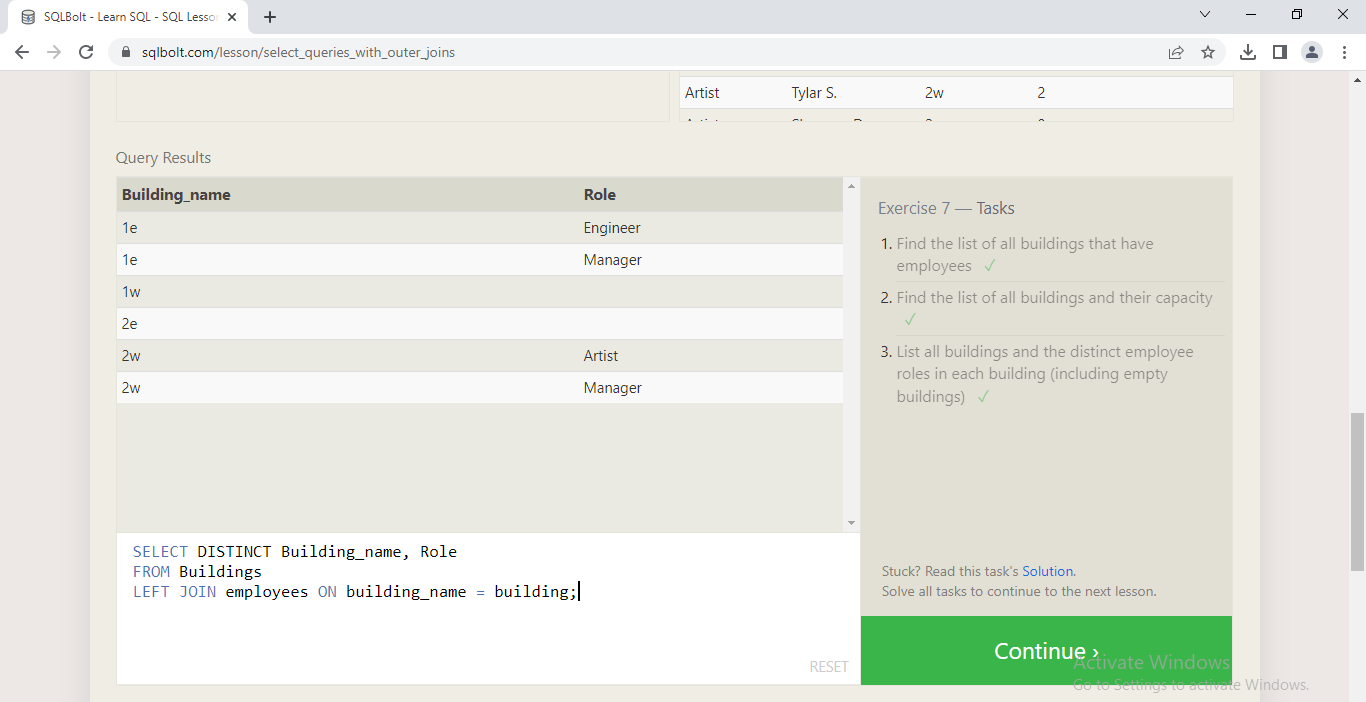 SQLBolt - Learn SQL - SQL Lesso
sqlbolt.com/lesson/select_queries_with_outer_joins
Artist Tylar S. 2w 2
Query Results
Building_name Role
1e Engineer
1e Manager
1w
2e
2w Artist
2w Manager
Exercise 7 — Tasks
1. Find the list of all buildings that have
employees ✓
2. Find the list of all buildings and their capacity
✓
3. List all buildings and the distinct employee
roles in each building (including empty
buildings) ✓
SELECT DISTINCT Building_name, Role
FROM Buildings
LEFT JOIN employees ON building_name = building;
RESET
Stuck? Read this task's Solution.
Solve all tasks to continue to the next lesson.
Continue ›
Activate Windows
Go to Settings to activate Windows.